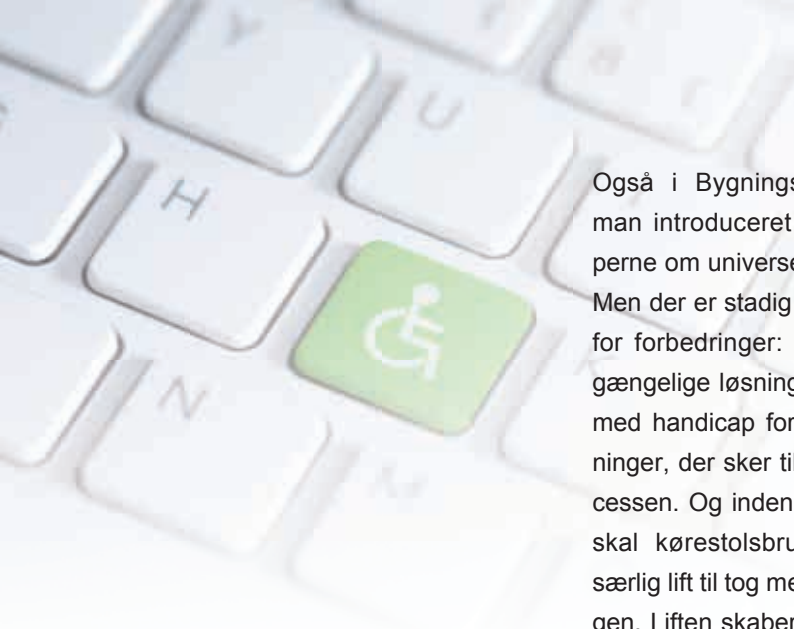 Y
U
H
N
M
K
Også i Bygnings
man introduceret
perne om universe
Men der er stadig
for forbedringer:
gængelige løsning
med handicap for
ninger, der sker til
cessen. Og inden
skal kørestolsbru
særlig lift til tog me
gen. Liften skaber